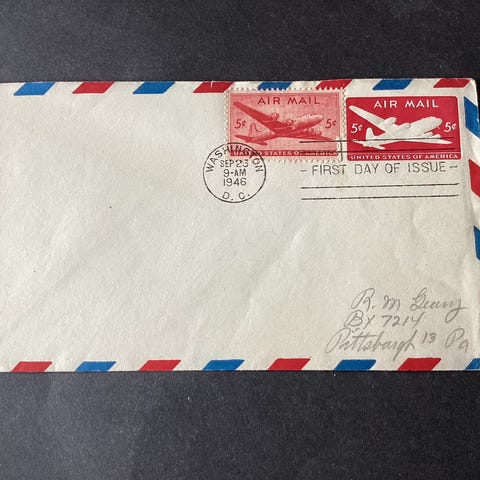 AIR MAIL
5¢ 5¢
UNITED STATES OF AMERICA
AIR MAIL
5¢ 5¢
UNITED STATES OF AMERICA
WASHINGTON
SEP 25
9-AM
1946
D. C.
- FIRST DAY OF ISSUE -
R. M. Geary
BX 7214
Pittsburgh 13 Pa